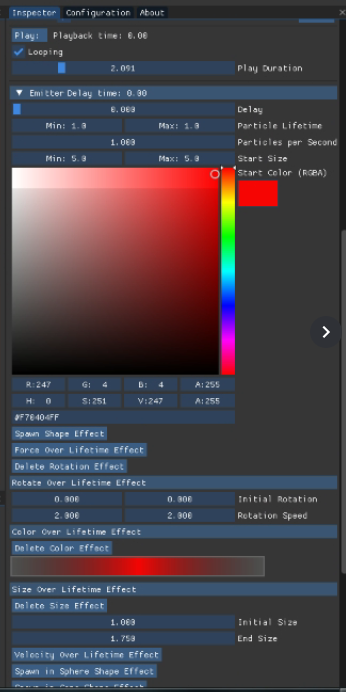 Inspector Configuration About
Play: Playback time: 0.00
Looping
2.091 Play Duration
Emitter Delay time: 0.00
0.000 Delay
Min: 1.0 Max: 1.0 Particle Lifetime
1.000 Particles per Second
Min: 5.0 Max: 5.0 Start Size
Start Color (RGBA)
R:247 G: 4 B: 4 A:255
H: 0 S:251 V:247 A:255
#F70404FF
Spawn Shape Effect
Force Over Lifetime Effect
Delete Rotation Effect
Rotate Over Lifetime Effect
0.000 0.000 Initial Rotation
2.000 2.000 Rotation Speed
Color Over Lifetime Effect
Delete Color Effect
Size Over Lifetime Effect
Delete Size Effect
1.000 Initial Size
1.750 End Size
Velocity Over Lifetime Effect
Spawn in Sphere Shape Effect
Spawn in Cone Shape Effect